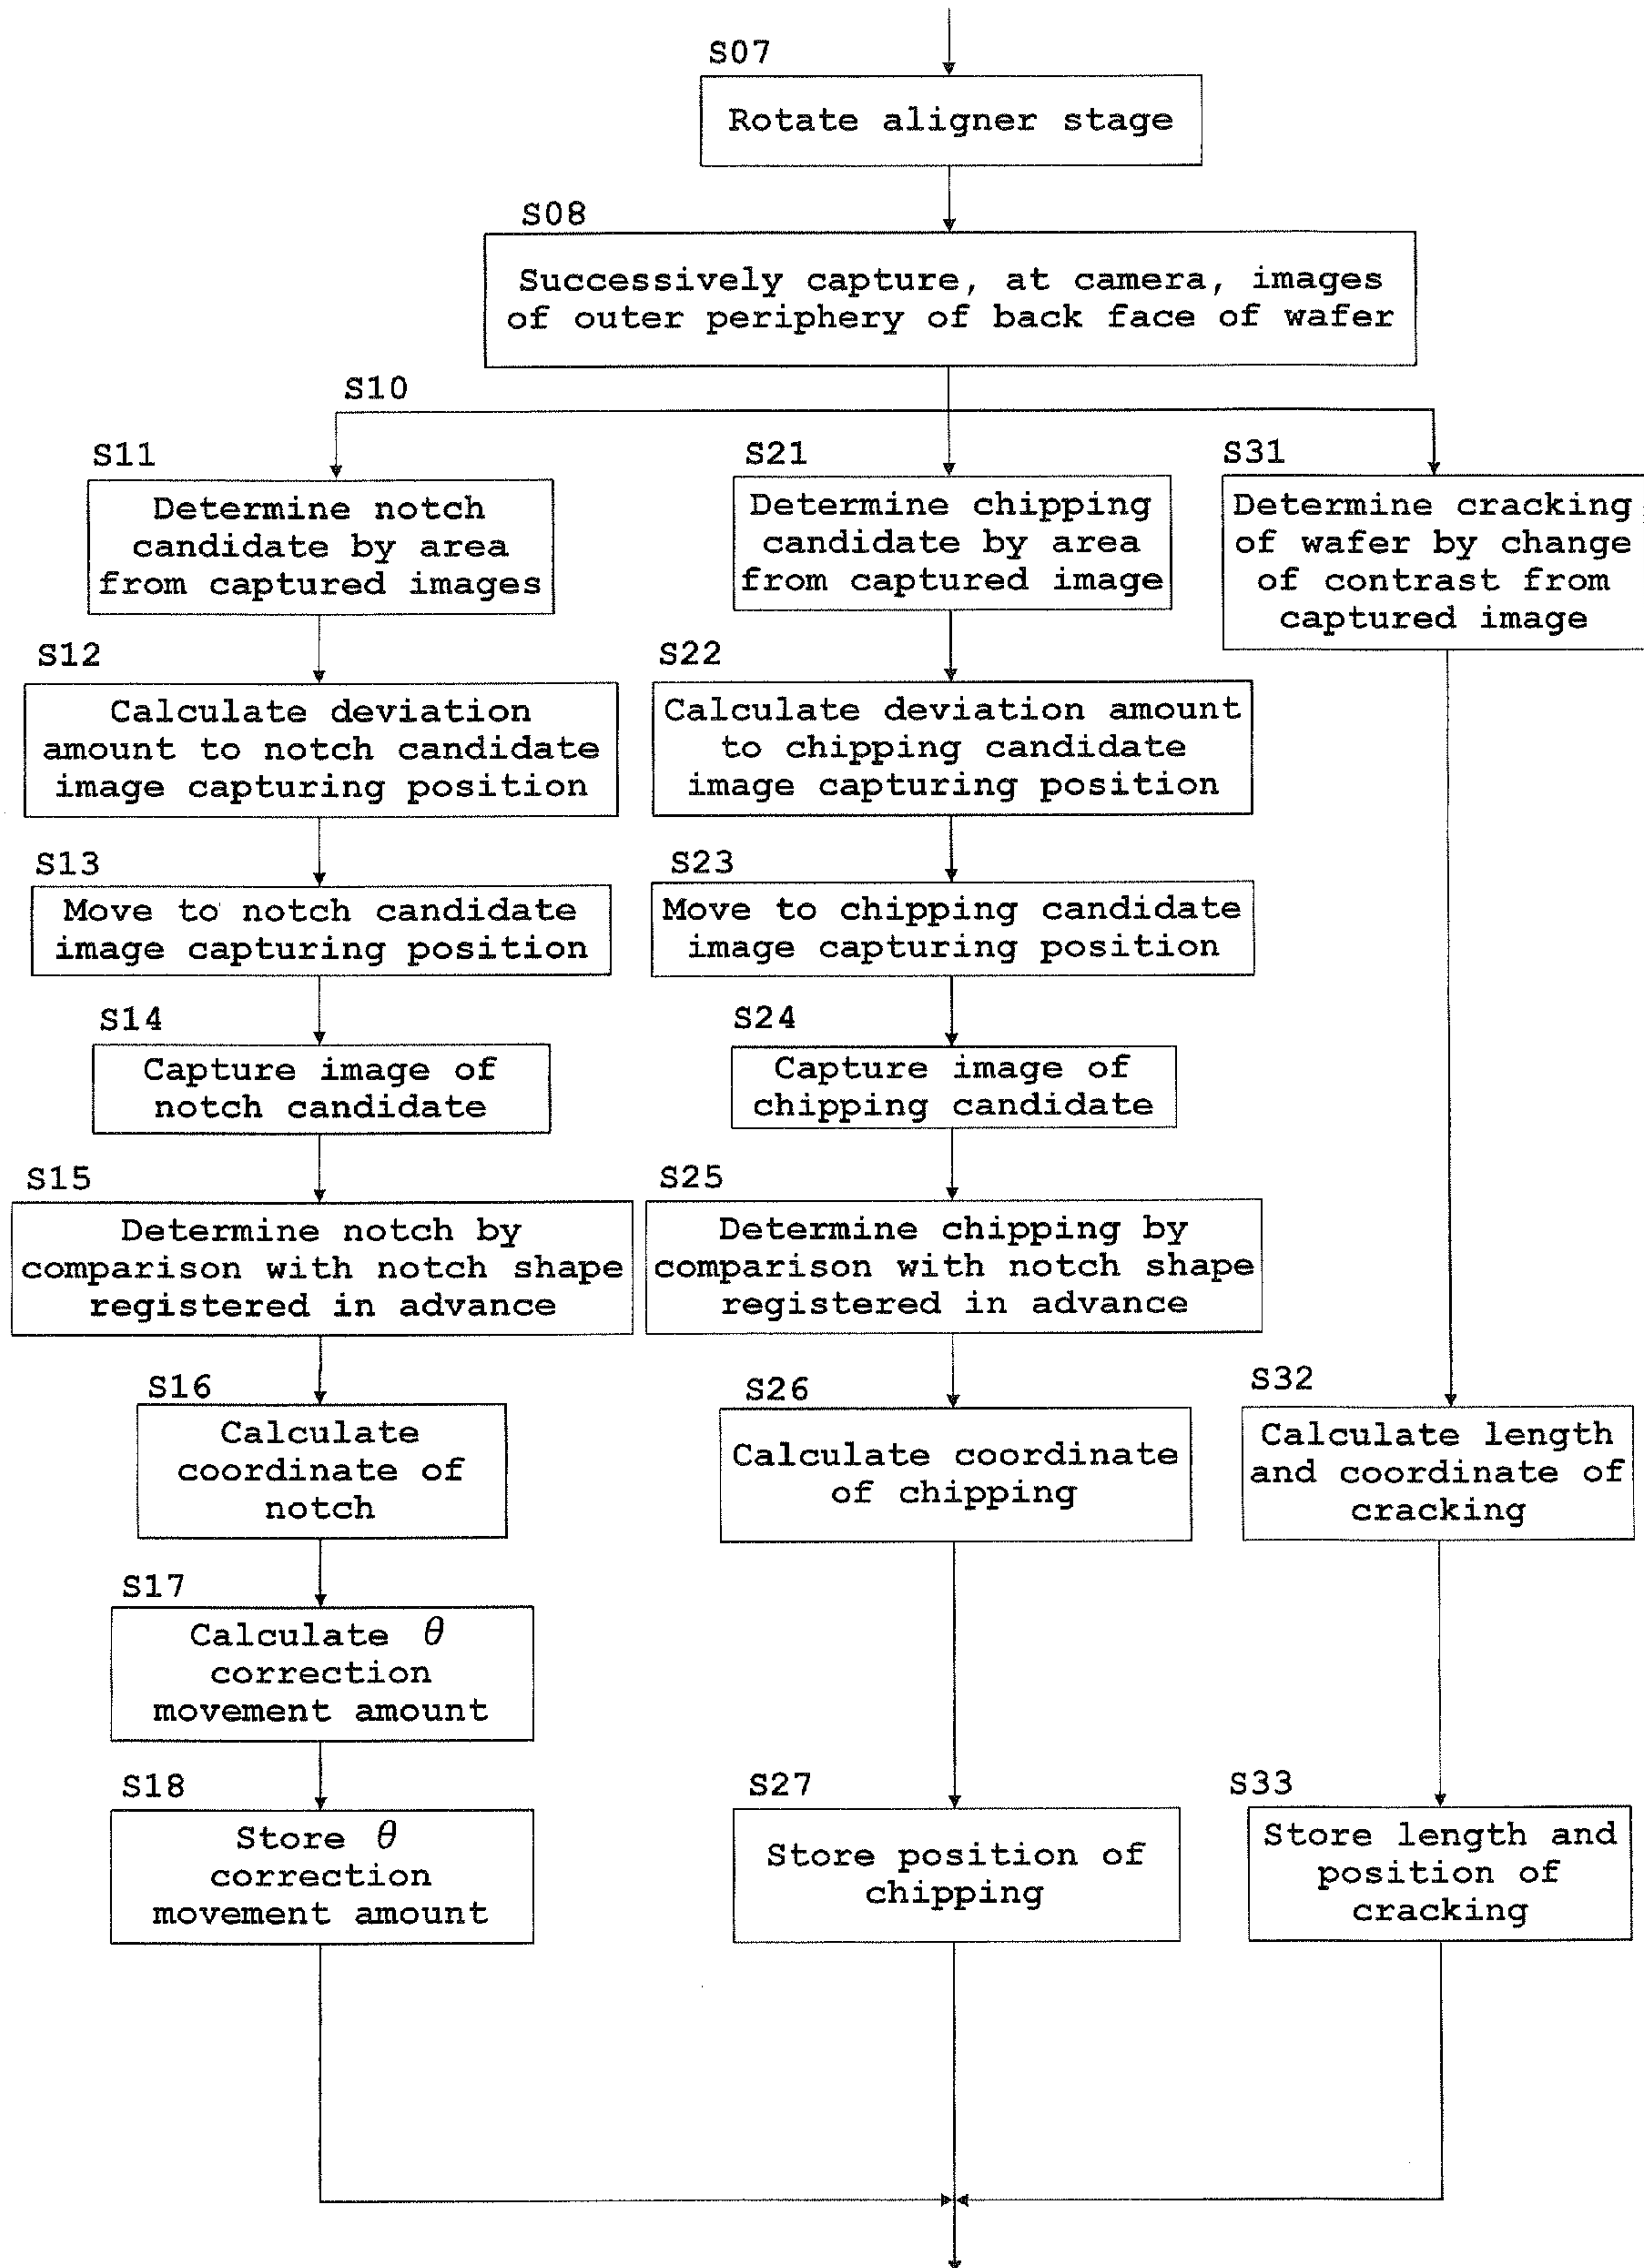 S07
Rotate aligner stage
S08
Successively capture, at camera, images
of outer periphery of back face of wafer
S10
S11
Determine notch
candidate by area
from captured images
S12
Calculate deviation
amount to notch candidate
image capturing position
S13
Move to notch candidate
image capturing position
S14
Capture image of
notch candidate
S15
Determine notch by
comparison with notch shape
registered in advance
S16
Calculate
coordinate of
notch
S17
Calculate θ
correction
movement amount
S18
Store θ
correction
movement amount
S21
Determine chipping
candidate by area
from captured image
S22
Calculate deviation amount
to chipping candidate
image capturing position
S23
Move to chipping candidate
image capturing position
S24
Capture image of
chipping candidate
S25
Determine chipping by
comparison with notch shape
registered in advance
S26
Calculate coordinate
of chipping
S27
Store position of
chipping
S31
Determine cracking
of wafer by change
of contrast from
captured image
S32
Calculate length
and coordinate of
cracking
S33
Store length and
position of
cracking